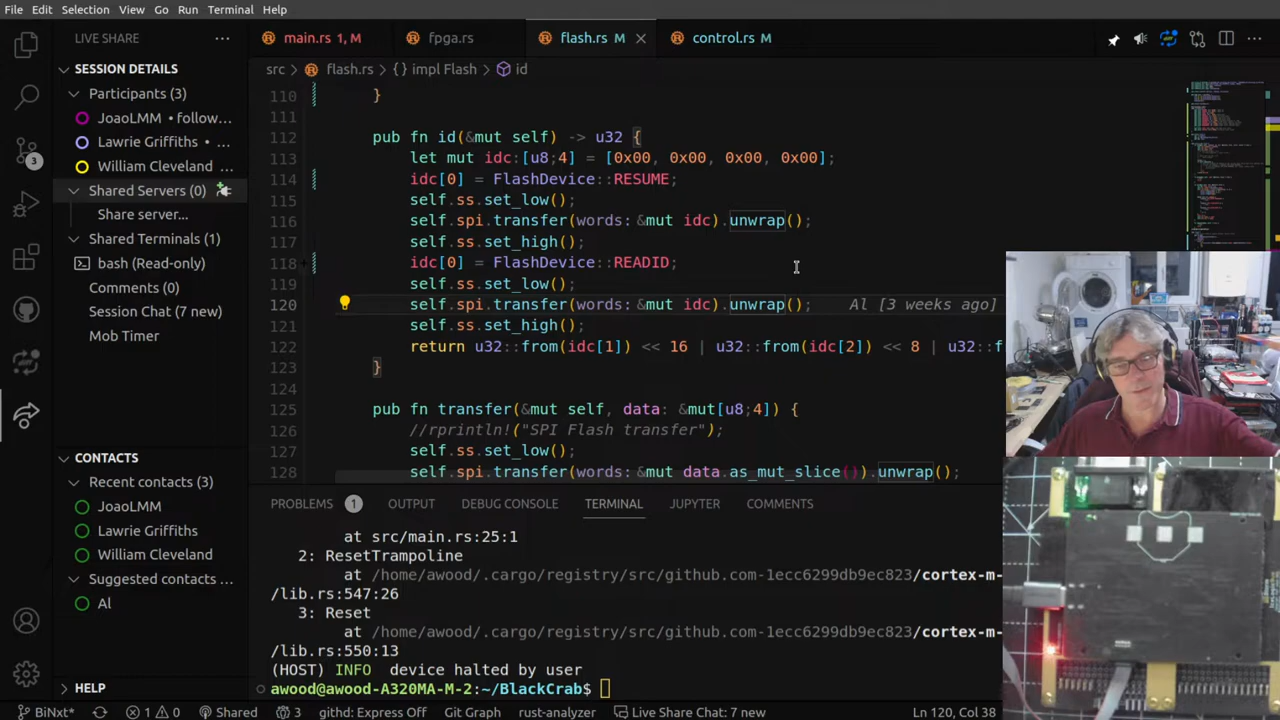 File Edit Selection View Go Run Terminal Help
LIVE SHARE ···
main.rs 1, M
fpga.rs
flash.rs M
control.rs M
SESSION DETAILS
Participants (3)
JoaoLMM • follow...
Lawrie Griffiths • ...
William Cleveland ...
Shared Servers (0)
Share server...
Shared Terminals (1)
bash (Read-only)
Comments (0)
Session Chat (7 new)
Mob Timer
3
CONTACTS
Recent contacts (3)
JoaoLMM
Lawrie Griffiths
William Cleveland
Suggested contacts ...
Al
HELP
src > flash.rs > {} impl Flash > id
110 }
111
112 pub fn id(&mut self) -> u32 {
113 let mut idc:[u8;4] = [0x00, 0x00, 0x00, 0x00];
114 idc[0] = FlashDevice::RESUME;
115 self.ss.set_low();
116 self.spi.transfer(words: &mut idc).unwrap();
117 self.ss.set_high();
118 idc[0] = FlashDevice::READID;
119 self.ss.set_low();
120 self.spi.transfer(words: &mut idc).unwrap(); Al [3 weeks ago]
121 self.ss.set_high();
122 return u32::from(idc[1]) << 16 | u32::from(idc[2]) << 8 | u32::f
123 }
124
125 pub fn transfer(&mut self, data: &mut[u8;4]) {
126 //rprintln!("SPI Flash transfer");
127 self.ss.set_low();
128 self.spi.transfer(words: &mut data.as_mut_slice()).unwrap();
PROBLEMS 1 OUTPUT DEBUG CONSOLE TERMINAL JUPYTER COMMENTS
at src/main.rs:25:1
2: ResetTrampoline
at /home/awood/.cargo/registry/src/github.com-1ecc6299db9ec823/cortex-m-
/lib.rs:547:26
3: Reset
at /home/awood/.cargo/registry/src/github.com-1ecc6299db9ec823/cortex-m-
/lib.rs:550:13
(HOST) INFO device halted by user
awood@awood-A320MA-M-2:~/BlackCrab$
BiNxt* 1 0 Shared 3 githd: Express Off Git Graph rust-analyzer Live Share Chat: 7 new Ln 120, Col 38